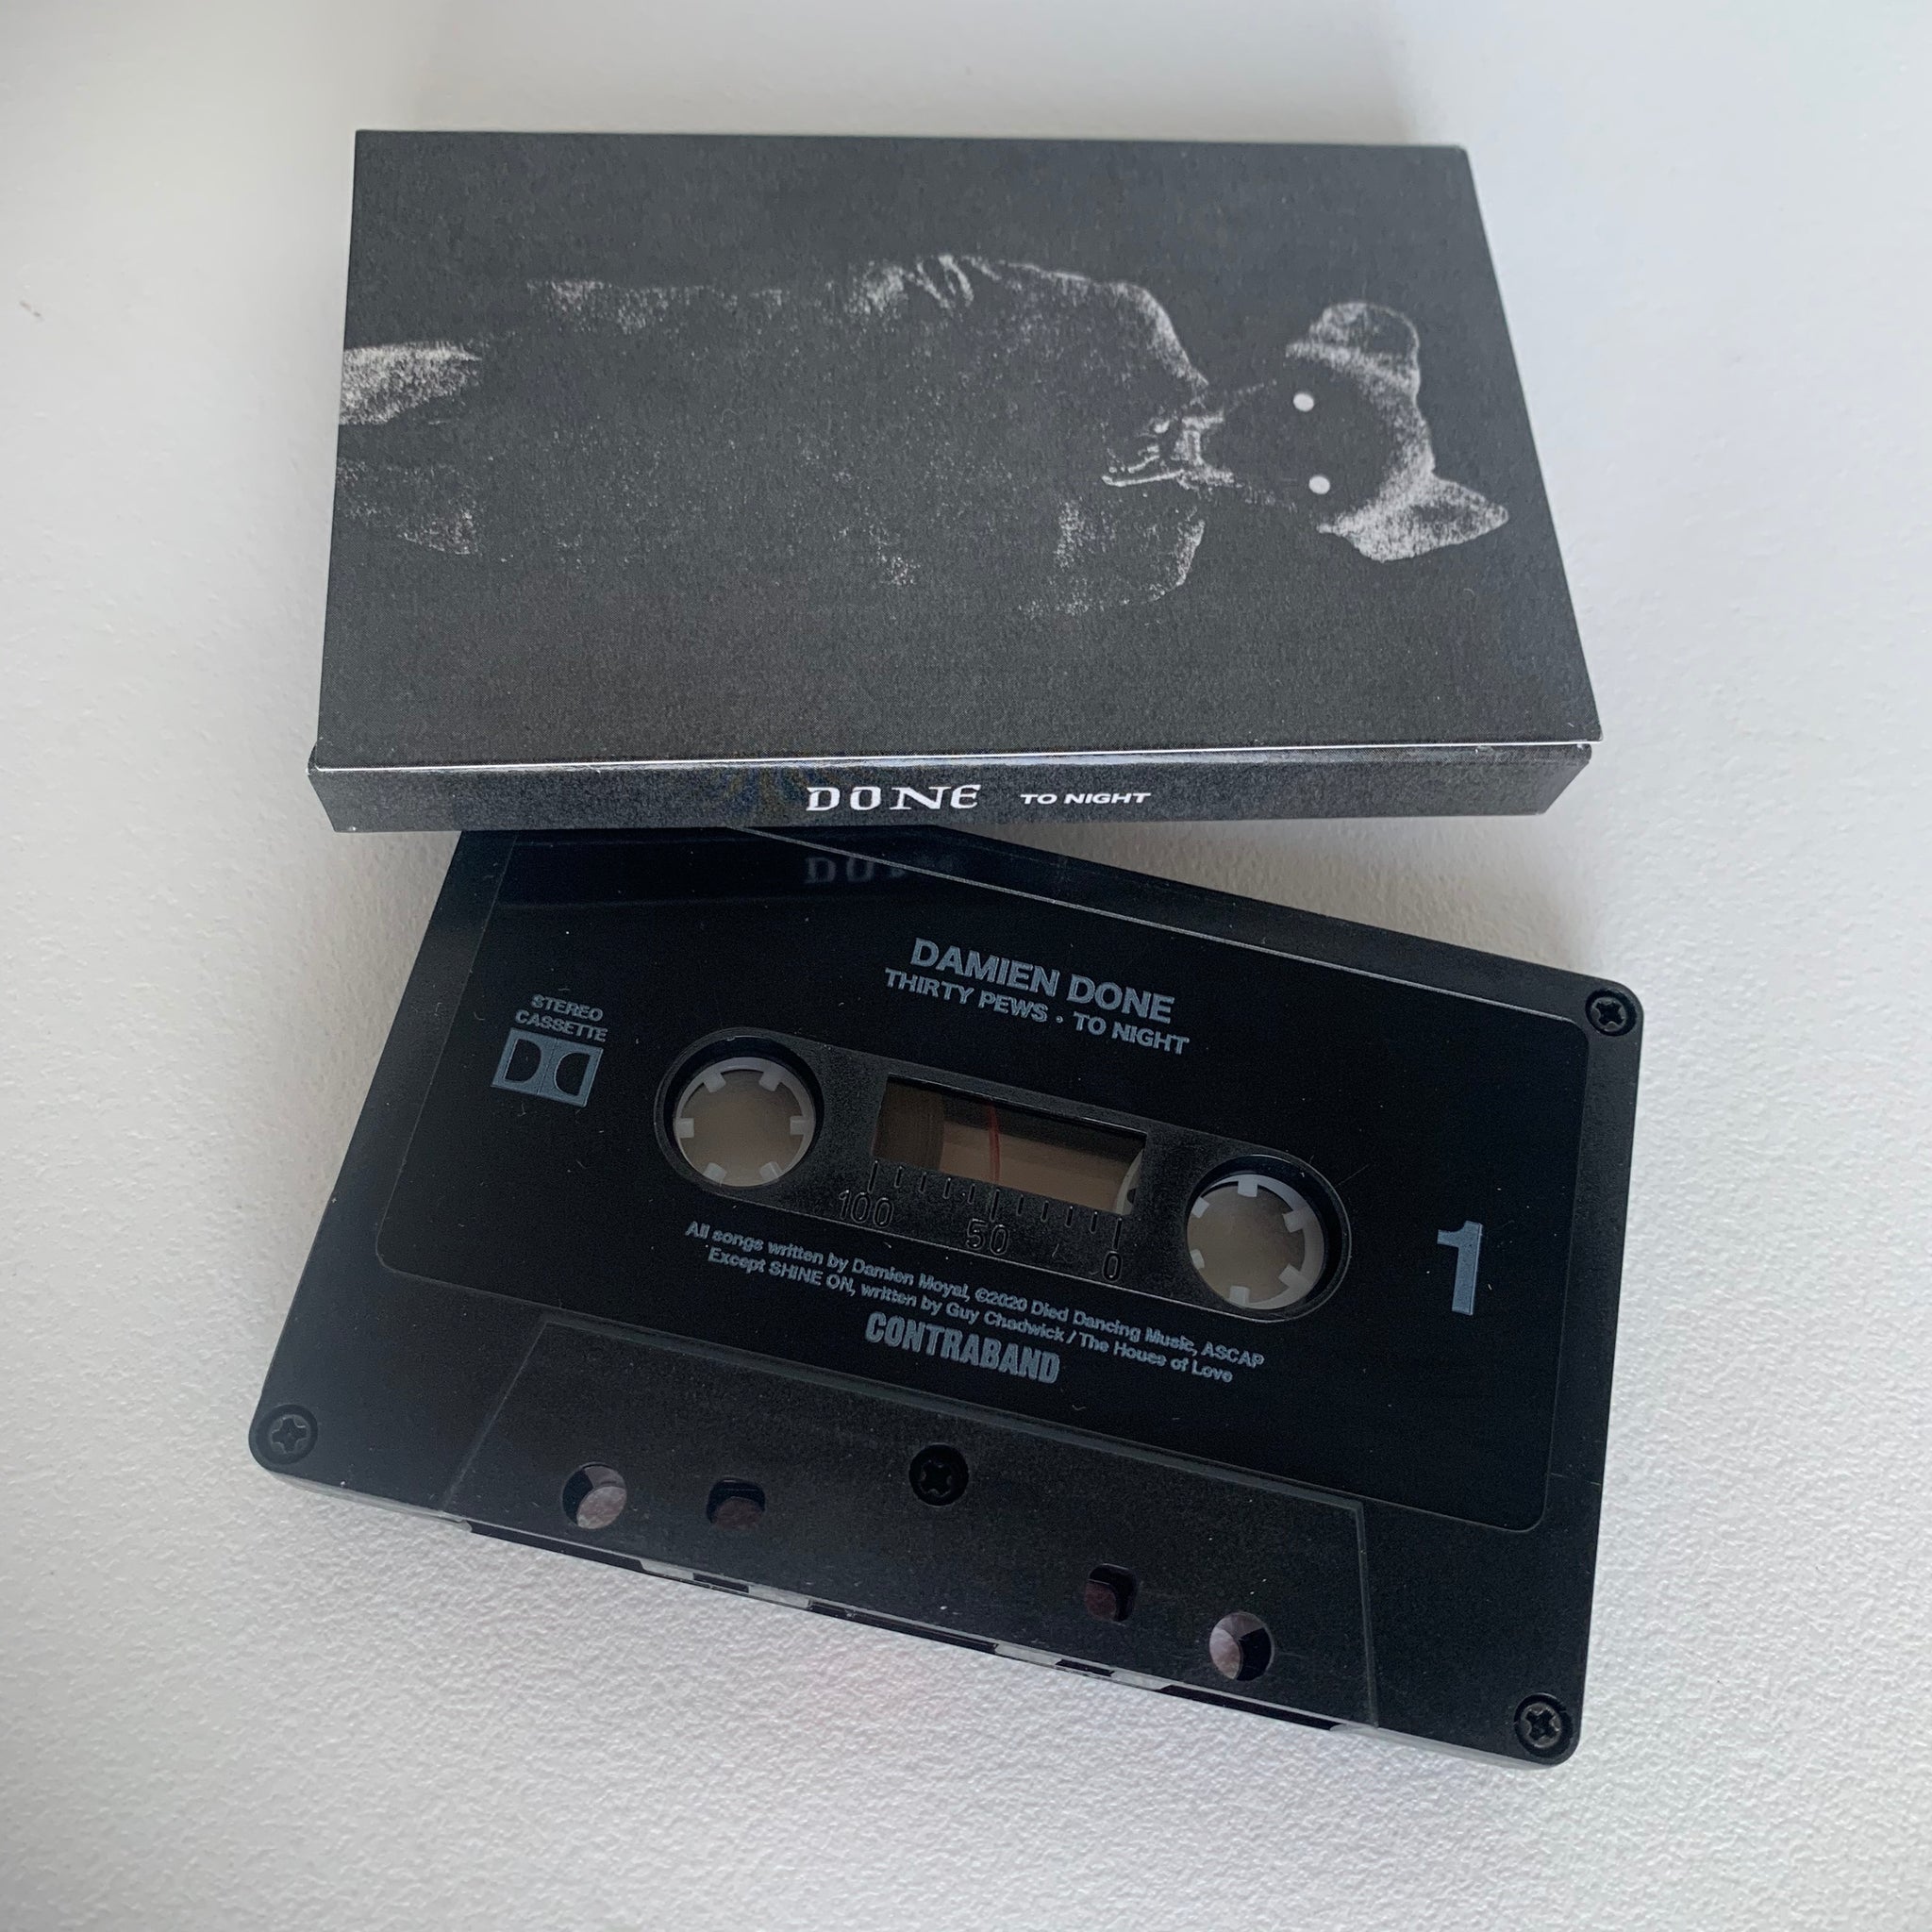 DONE TO NIGHT
DAMIEN DONE
THIRTY PEWS • TO NIGHT
STEREO
CASSETTE
100 50 0
1
All songs written by Damien Moyal, ©2020 Died Dancing Music, ASCAP
Except SHINE ON, written by Guy Chadwick / The House of Love
CONTRABAND